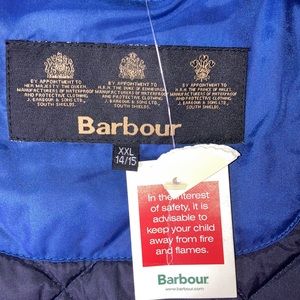 BY APPOINTMENT TO
HER MAJESTY THE QUEEN
MANUFACTURERS OF WATERPROOF
AND PROTECTIVE CLOTHING
J. BARBOUR & SONS LTD.,
SOUTH SHIELDS.
BY APPOINTMENT TO
H.R.H. THE DUKE OF EDINBURGH
MANUFACTURERS OF WATERPROOF
AND PROTECTIVE CLOTHING
J. BARBOUR & SONS LTD.,
SOUTH SHIELDS.
BY APPOINTMENT TO
H.R.H. THE PRINCE OF WALES
MANUFACTURERS OF WATERPROOF
AND PROTECTIVE CLOTHING
J. BARBOUR & SONS LTD.
SOUTH SHIELDS.
Barbour
XXL
14/15
In the interest
of safety, it is
advisable to
keep your child
away from fire
and flames.
Barbour
www.barbour.com